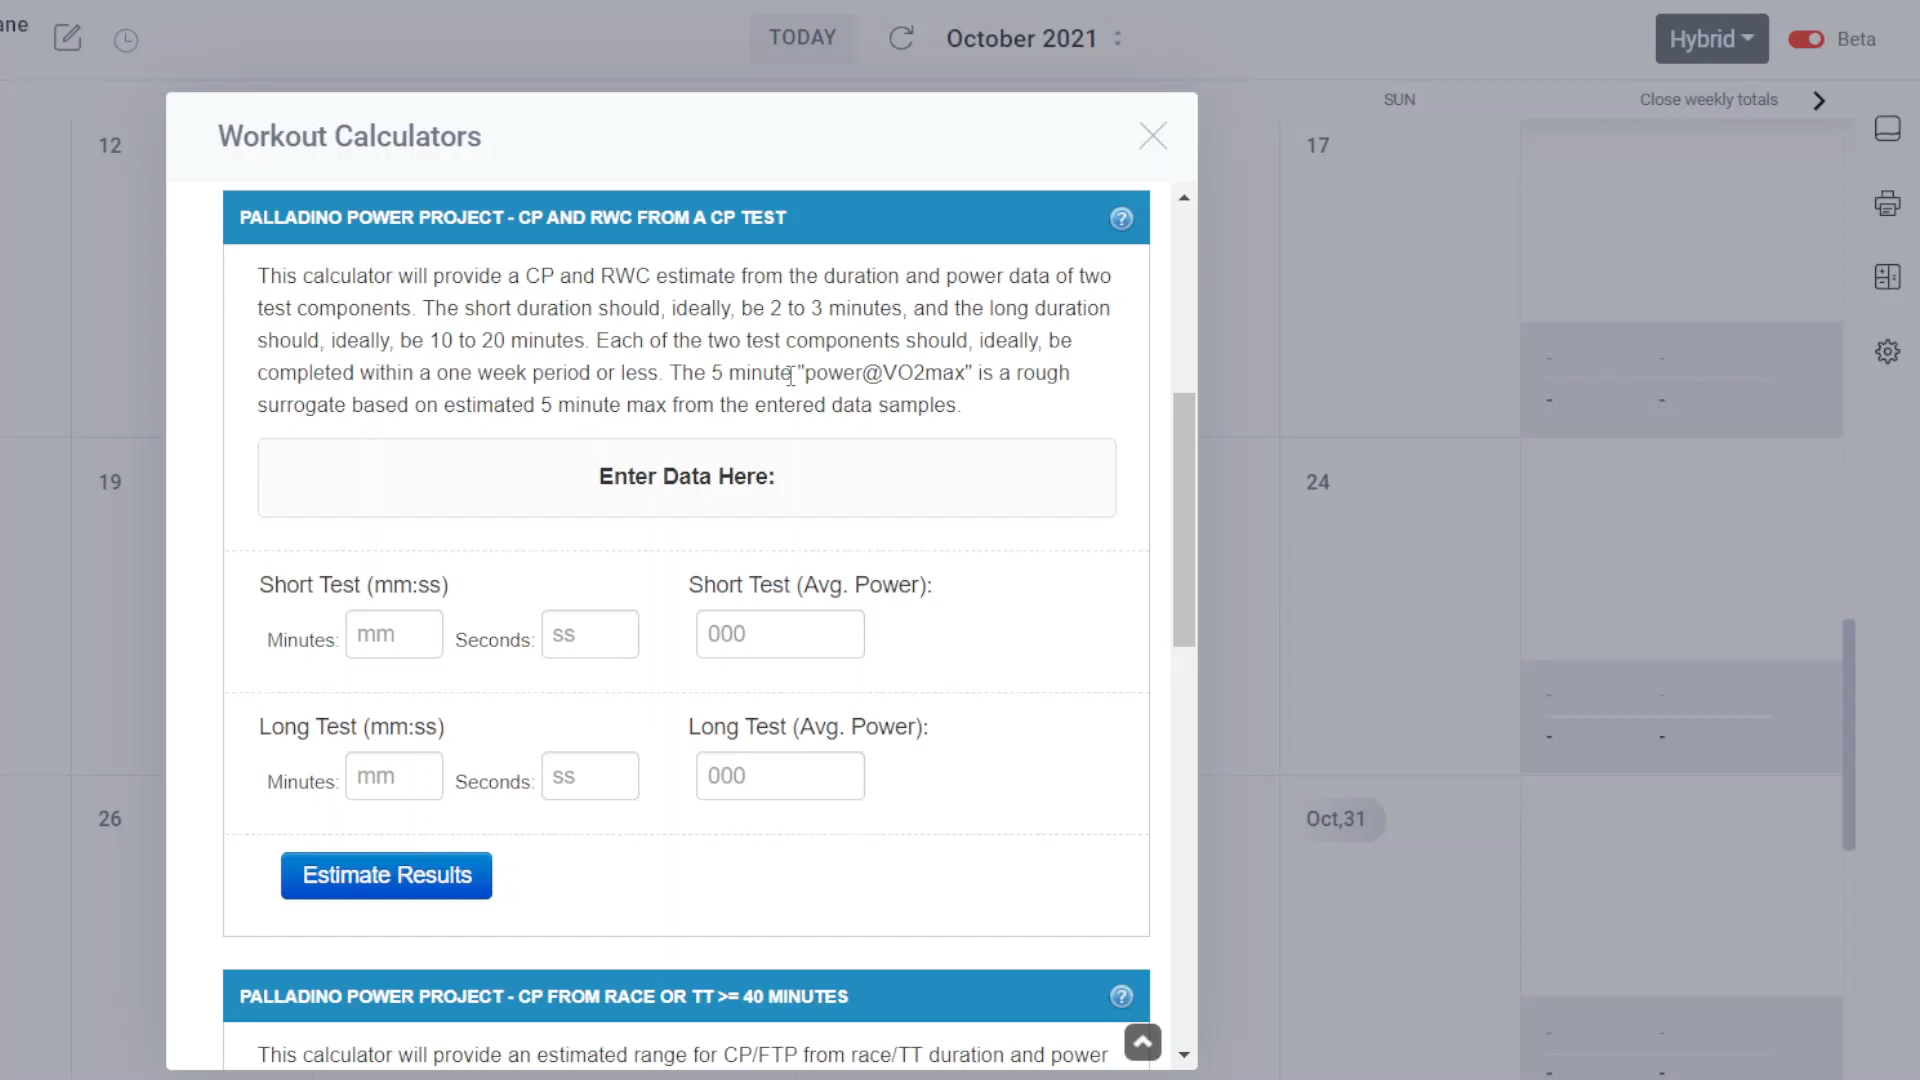 ane
TODAY
October 2021
Hybrid
Beta
SUN
Close weekly totals
12
17
Workout Calculators
PALLADINO POWER PROJECT - CP AND RWC FROM A CP TEST
This calculator will provide a CP and RWC estimate from the duration and power data of two
test components. The short duration should, ideally, be 2 to 3 minutes, and the long duration
should, ideally, be 10 to 20 minutes. Each of the two test components should, ideally, be
completed within a one week period or less. The 5 minute "power@VO2max" is a rough
surrogate based on estimated 5 minute max from the entered data samples.
- -
- -
Enter Data Here:
19
24
Short Test (mm:ss) Short Test (Avg. Power):
Minutes: mm Seconds: ss 000
- -
- -
Long Test (mm:ss) Long Test (Avg. Power):
Minutes: mm Seconds: ss 000
26
Oct,31
Estimate Results
PALLADINO POWER PROJECT - CP FROM RACE OR TT >= 40 MINUTES
This calculator will provide an estimated range for CP/FTP from race/TT duration and power
- -
- -